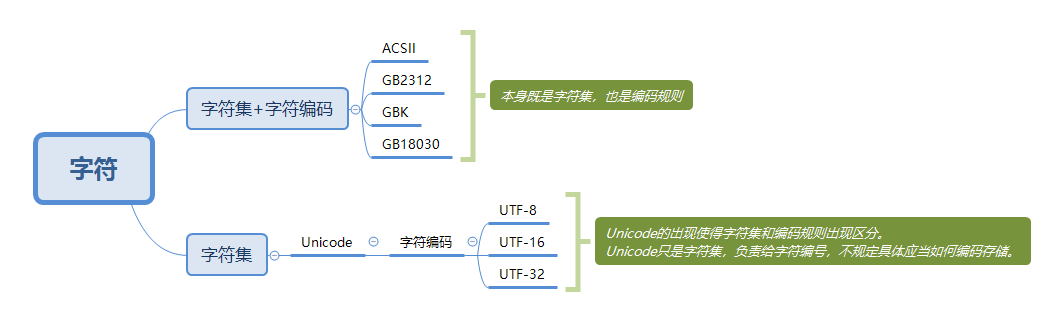 字符
字符集+字符编码
ACSII
GB2312
GBK
GB18030
本身既是字符集，也是编码规则
字符集
Unicode
字符编码
UTF-8
UTF-16
UTF-32
Unicode的出现使得字符集和编码规则出现区分。
Unicode只是字符集，负责给字符编号，不规定具体应当如何编码存储。